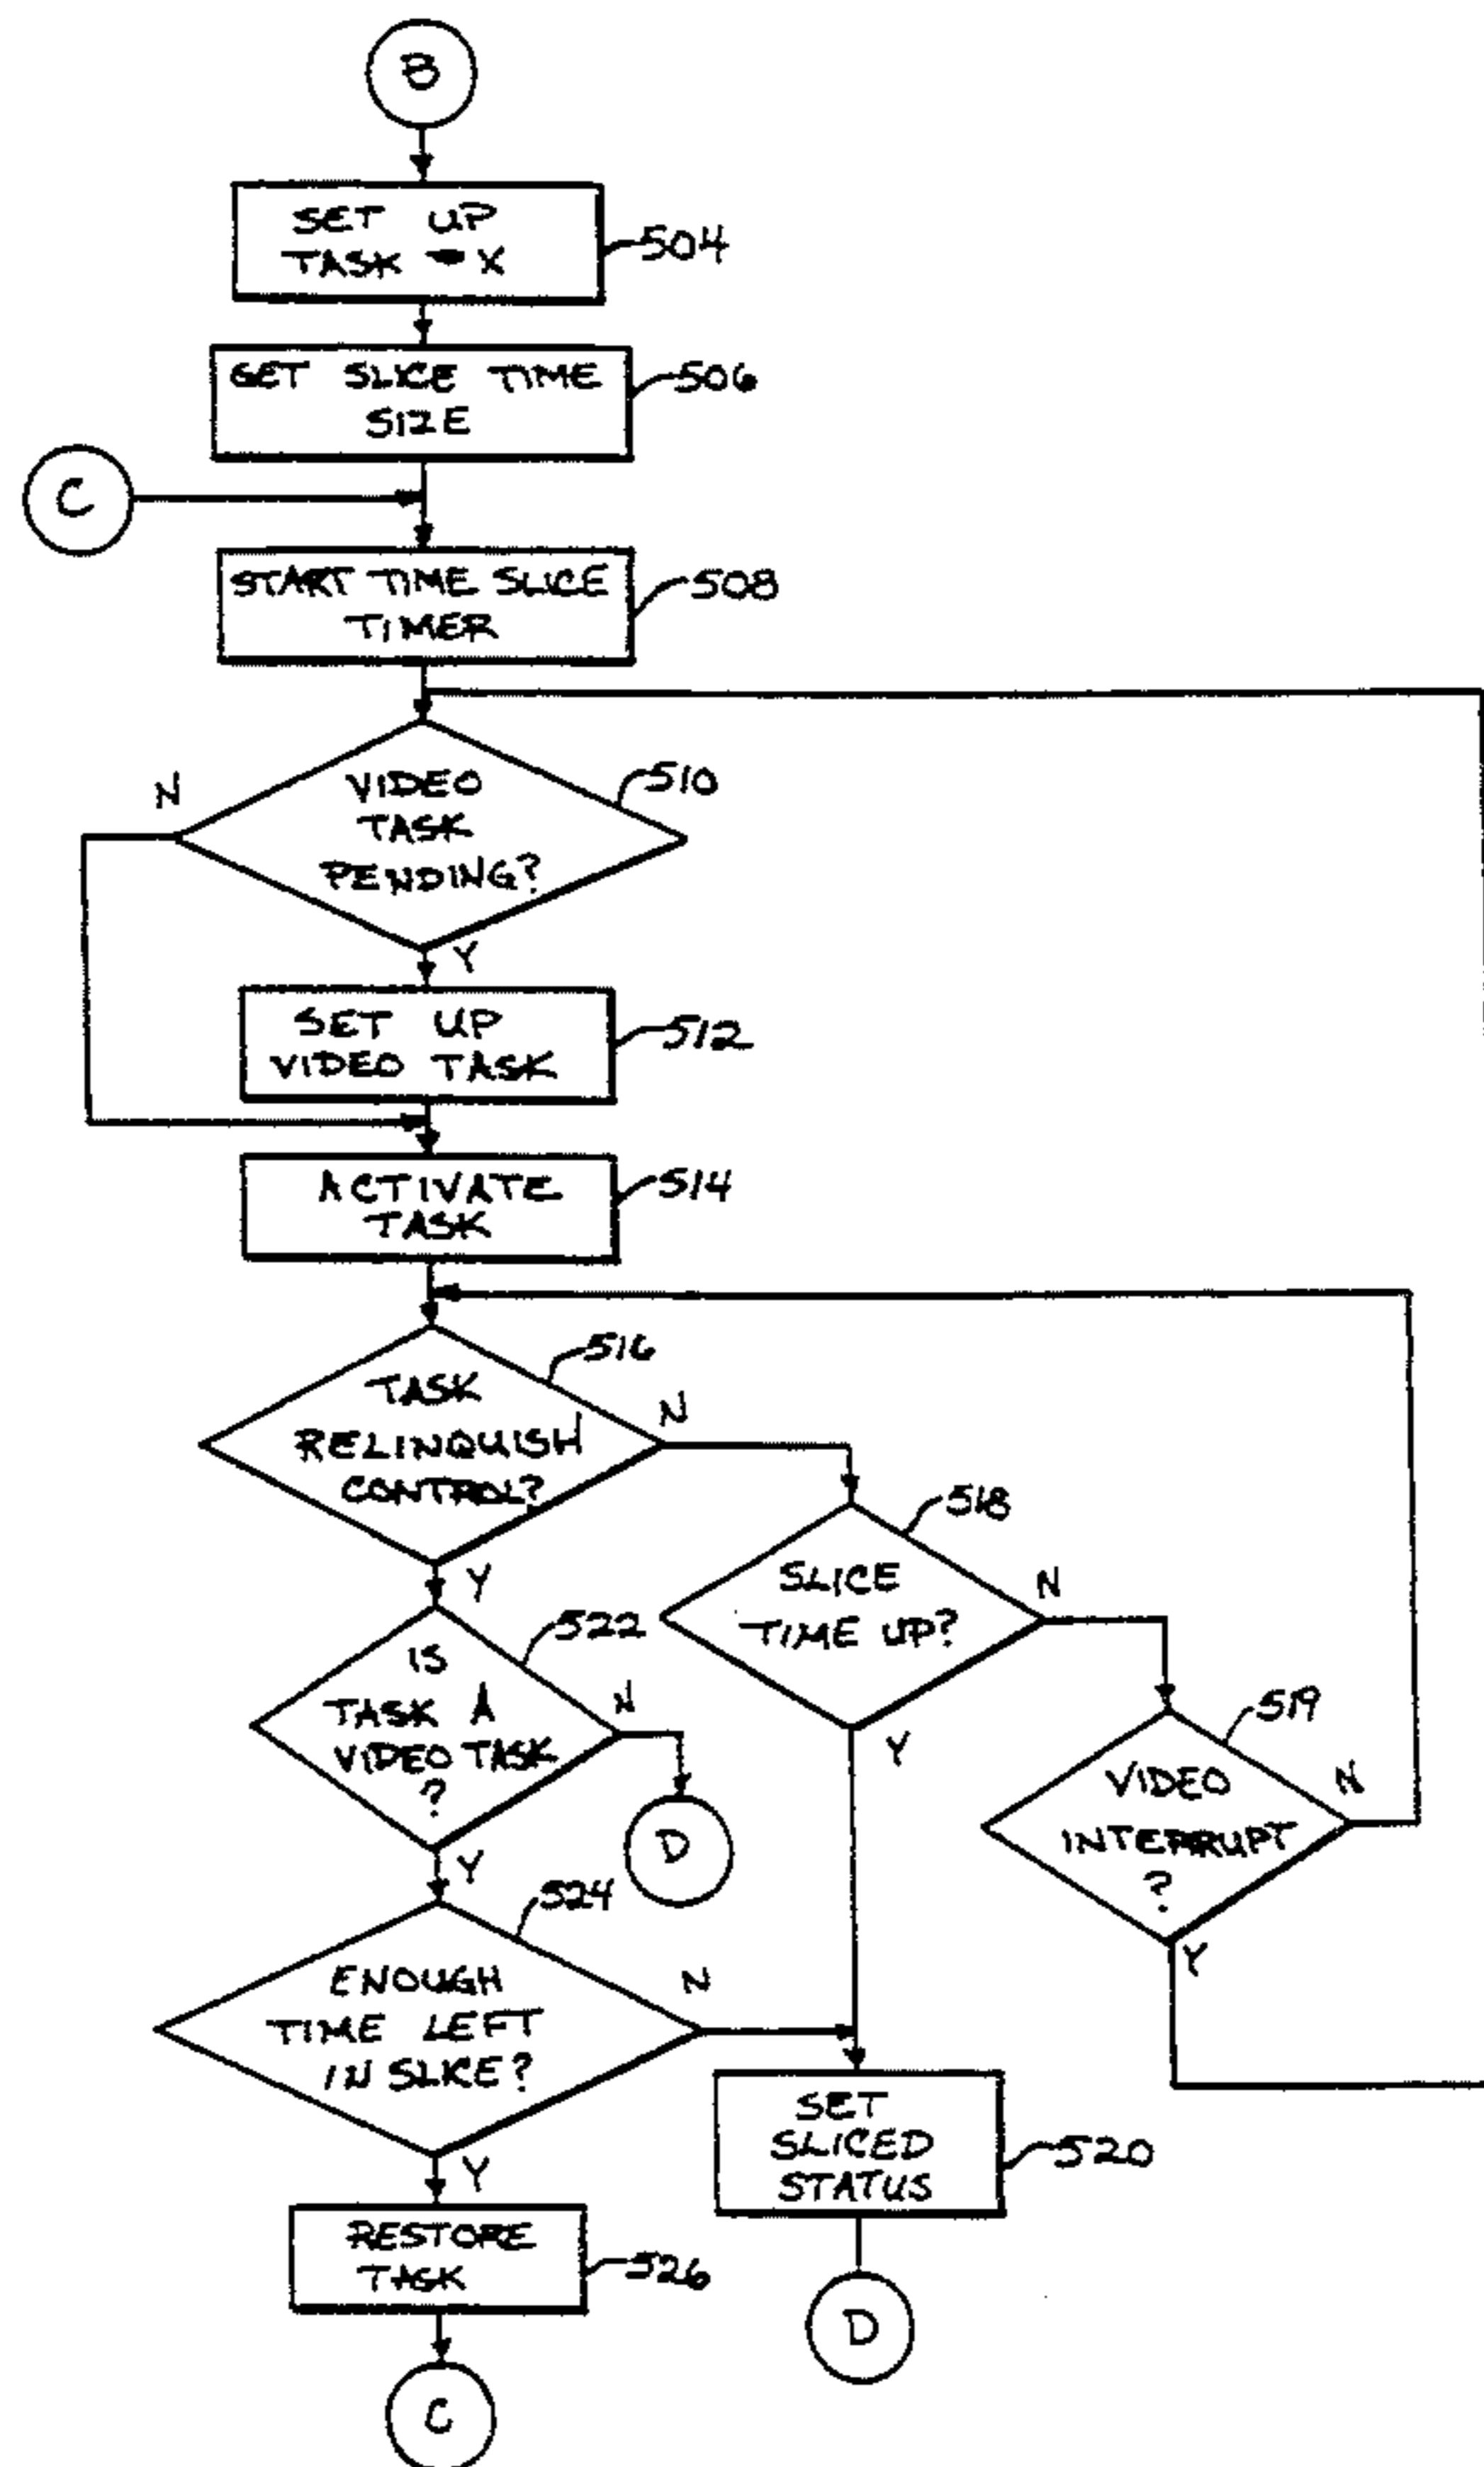 B
SET UP
TASK X
504
GET SLICE TIME
SIZE
506
C
START TIME SLICE
TIMER
508
N
VIDEO
TASK
PENDING?
510
Y
SET UP
VIDEO TASK
512
ACTIVATE
TASK
514
TASK
RELINQUISH
CONTROL?
516
N
Y
SLICE
TIME UP?
518
N
Y
IS
TASK A
VIDEO TASK
?
522
N
D
Y
VIDEO
INTERRUPT
?
519
N
Y
ENOUGH
TIME LEFT
IN SLICE?
524
N
Y
SET
SLICED
STATUS
520
RESTORE
TASK
526
D
C